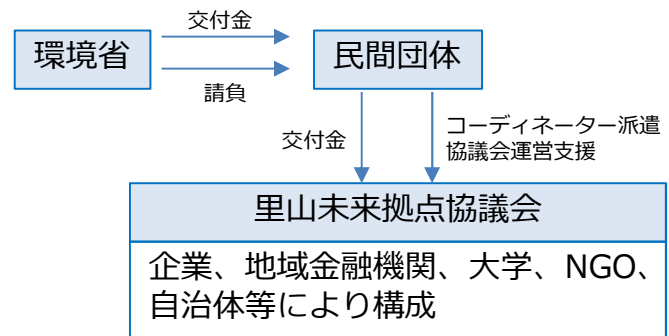 交付金
環境省
民間団体
請負
交付金
コーディネーター派遣
協議会運営支援
里山未来拠点協議会
企業、地域金融機関、大学、NGO、
自治体等により構成